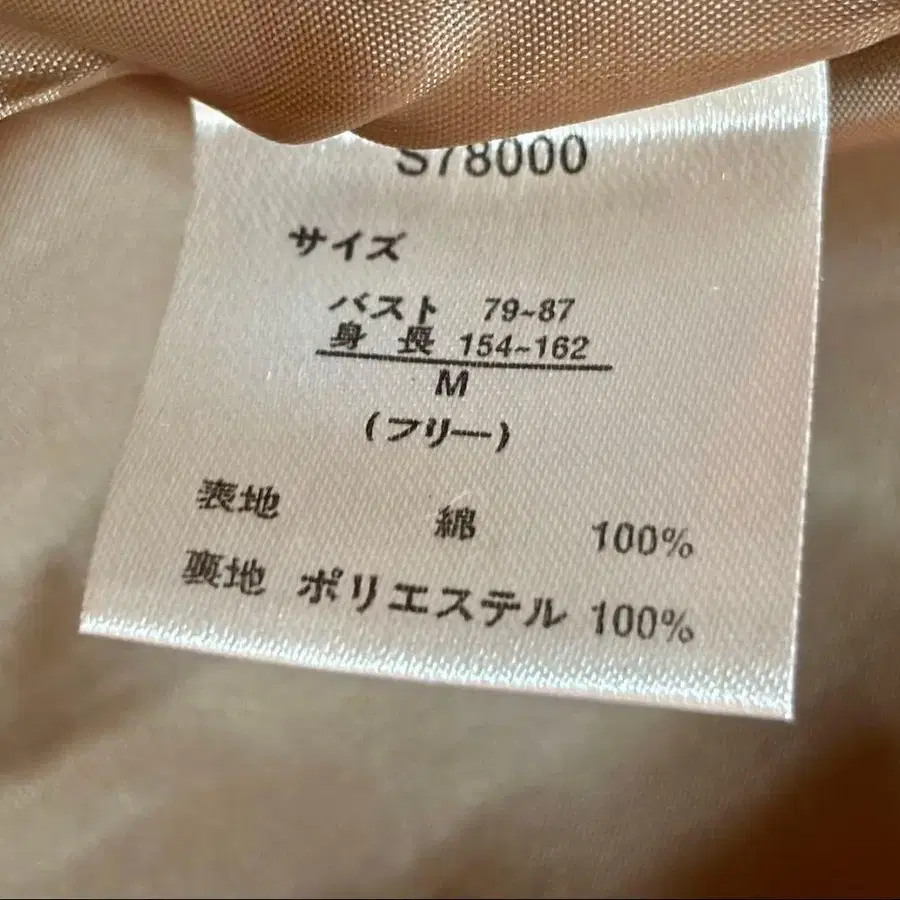 S78000
サイズ
バスト 79~87
身長 154~162
M
(フリー)
表地 綿 100%
裏地 ポリエステル 100%